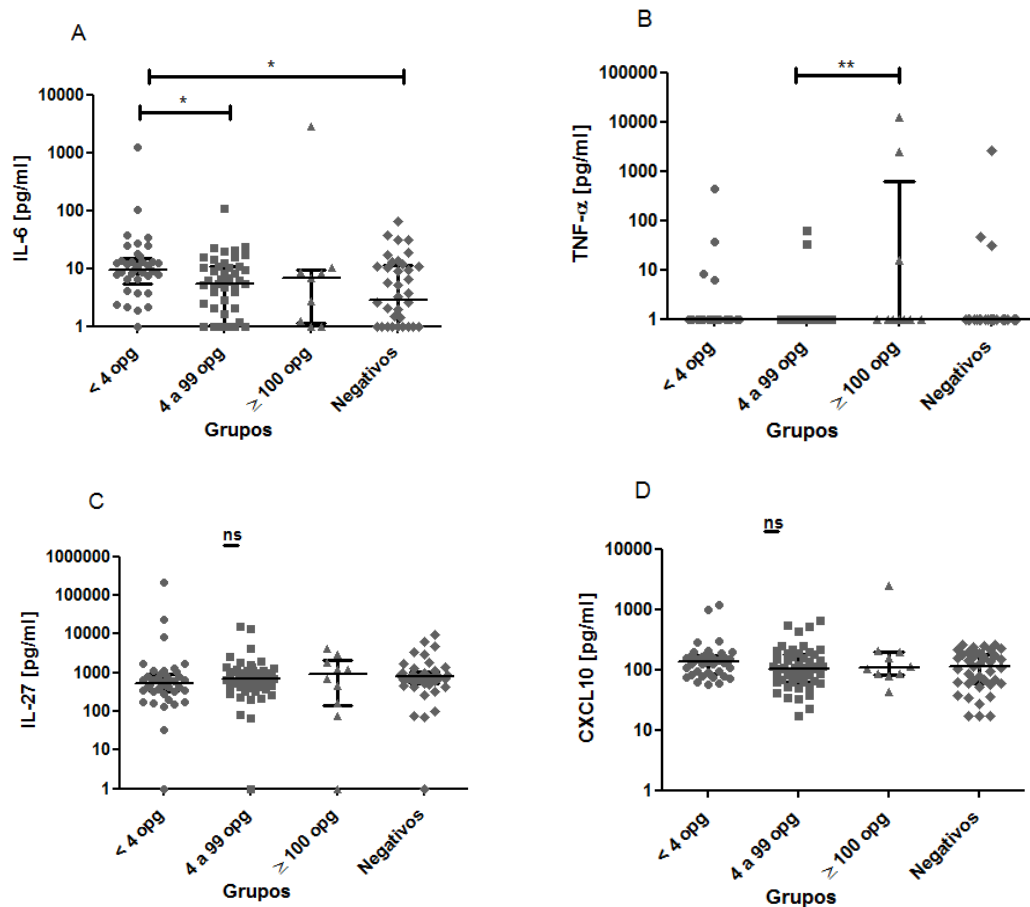 A
*
*
IL-6 [pg/ml]
10000
1000
100
10
1
< 4 opg
4 a 99 opg
≥ 100 opg
Negativos
Grupos
B
**
TNF-α [pg/ml]
100000
10000
1000
100
10
1
< 4 opg
4 a 99 opg
≥ 100 opg
Negativos
Grupos
C
ns
IL-27 [pg/ml]
1000000
100000
10000
1000
100
10
1
< 4 opg
4 a 99 opg
≥ 100 opg
Negativos
Grupos
D
ns
CXCL10 [pg/ml]
10000
1000
100
10
1
< 4 opg
4 a 99 opg
≥ 100 opg
Negativos
Grupos